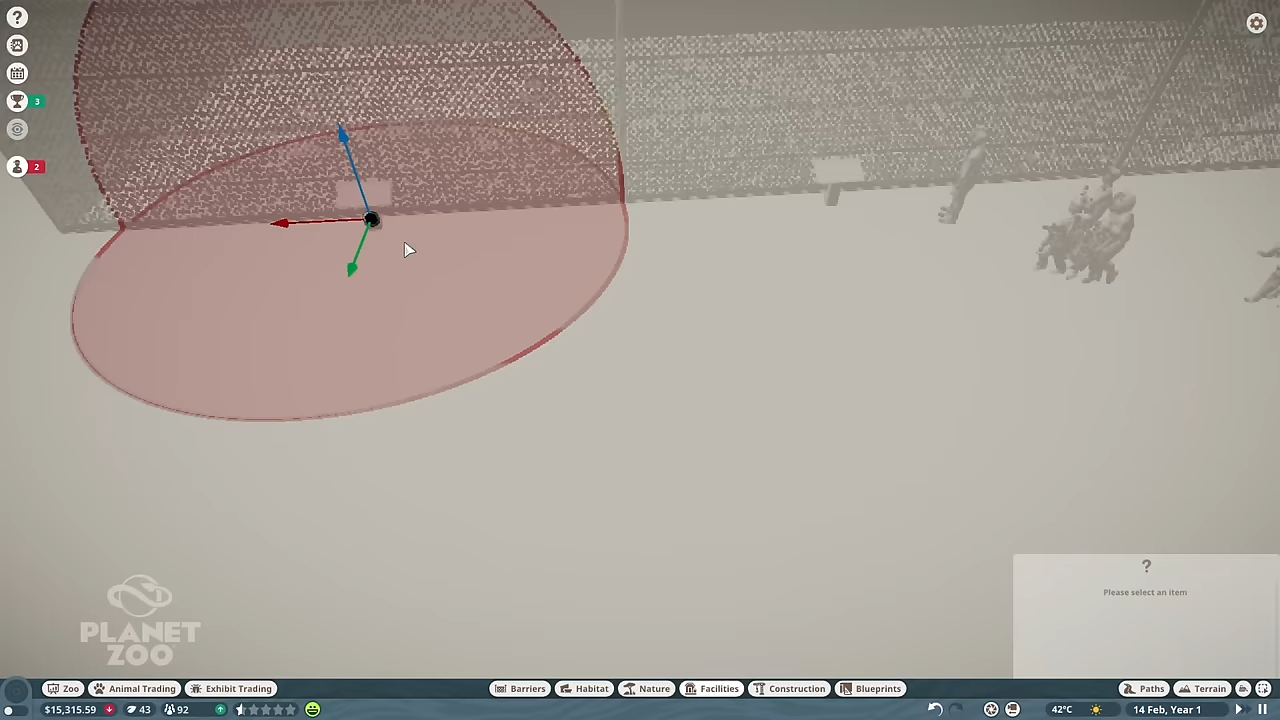 ?
3
2
?
Please select an item
PLANET
ZOO
Zoo
Animal Trading
Exhibit Trading
Barriers
Habitat
Nature
Facilities
Construction
Blueprints
Paths
Terrain
$15,315.59
43
92
42°C
14 Feb, Year 1